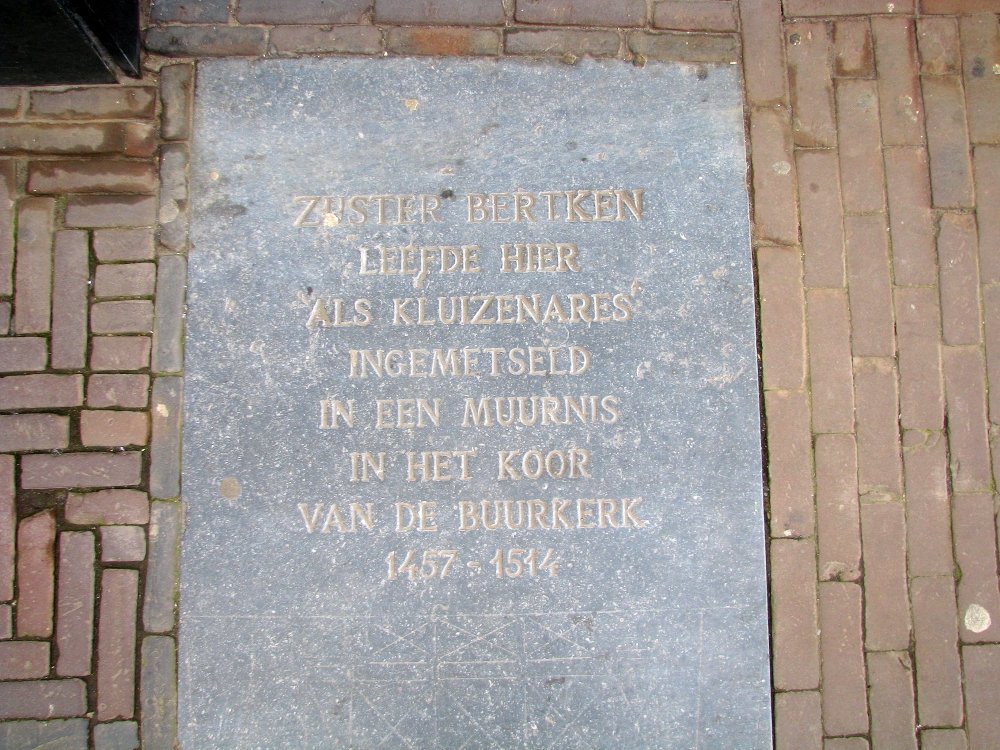 ZUSTER BERTKEN
LEEFDE HIER
ALS KLUIZENARES
INGEMETSELD
IN EEN MUURNIS
IN HET KOOR
VAN DE BUURKERK
1457 - 1514